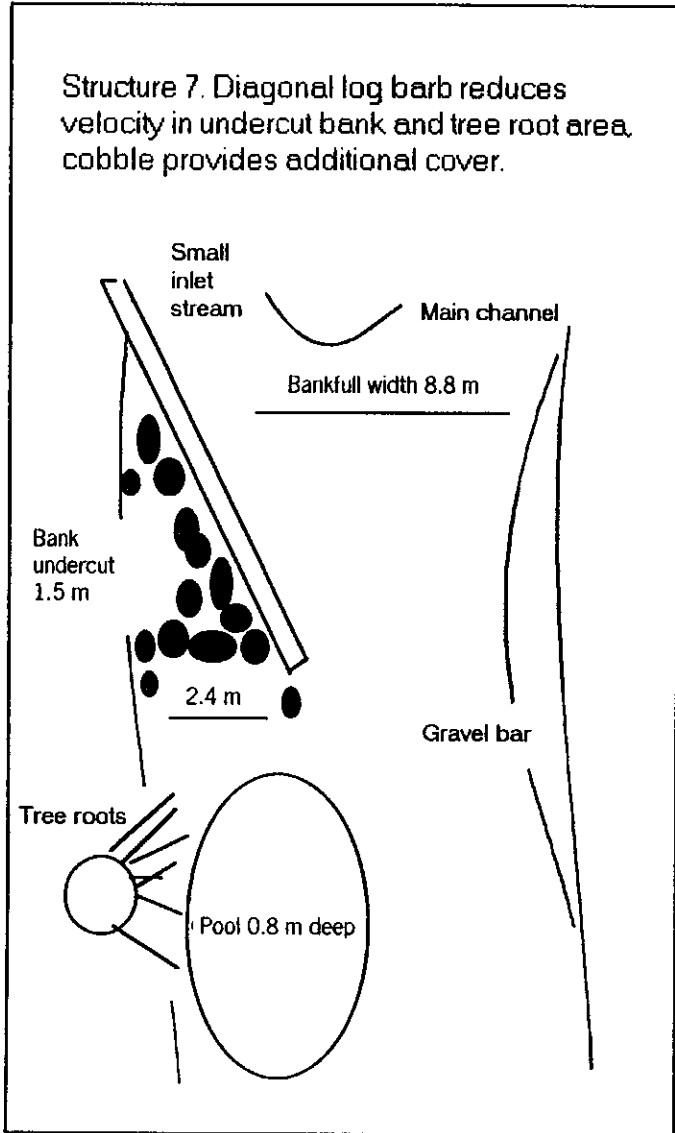 Structure 7. Diagonal log barb reduces
velocity in undercut bank and tree root area,
cobble provides additional cover.
Small
inlet
stream
Main channel
Bankfull width 8.8 m
Bank
undercut
1.5 m
2.4 m
Gravel bar
Tree roots
Pool 0.8 m deep